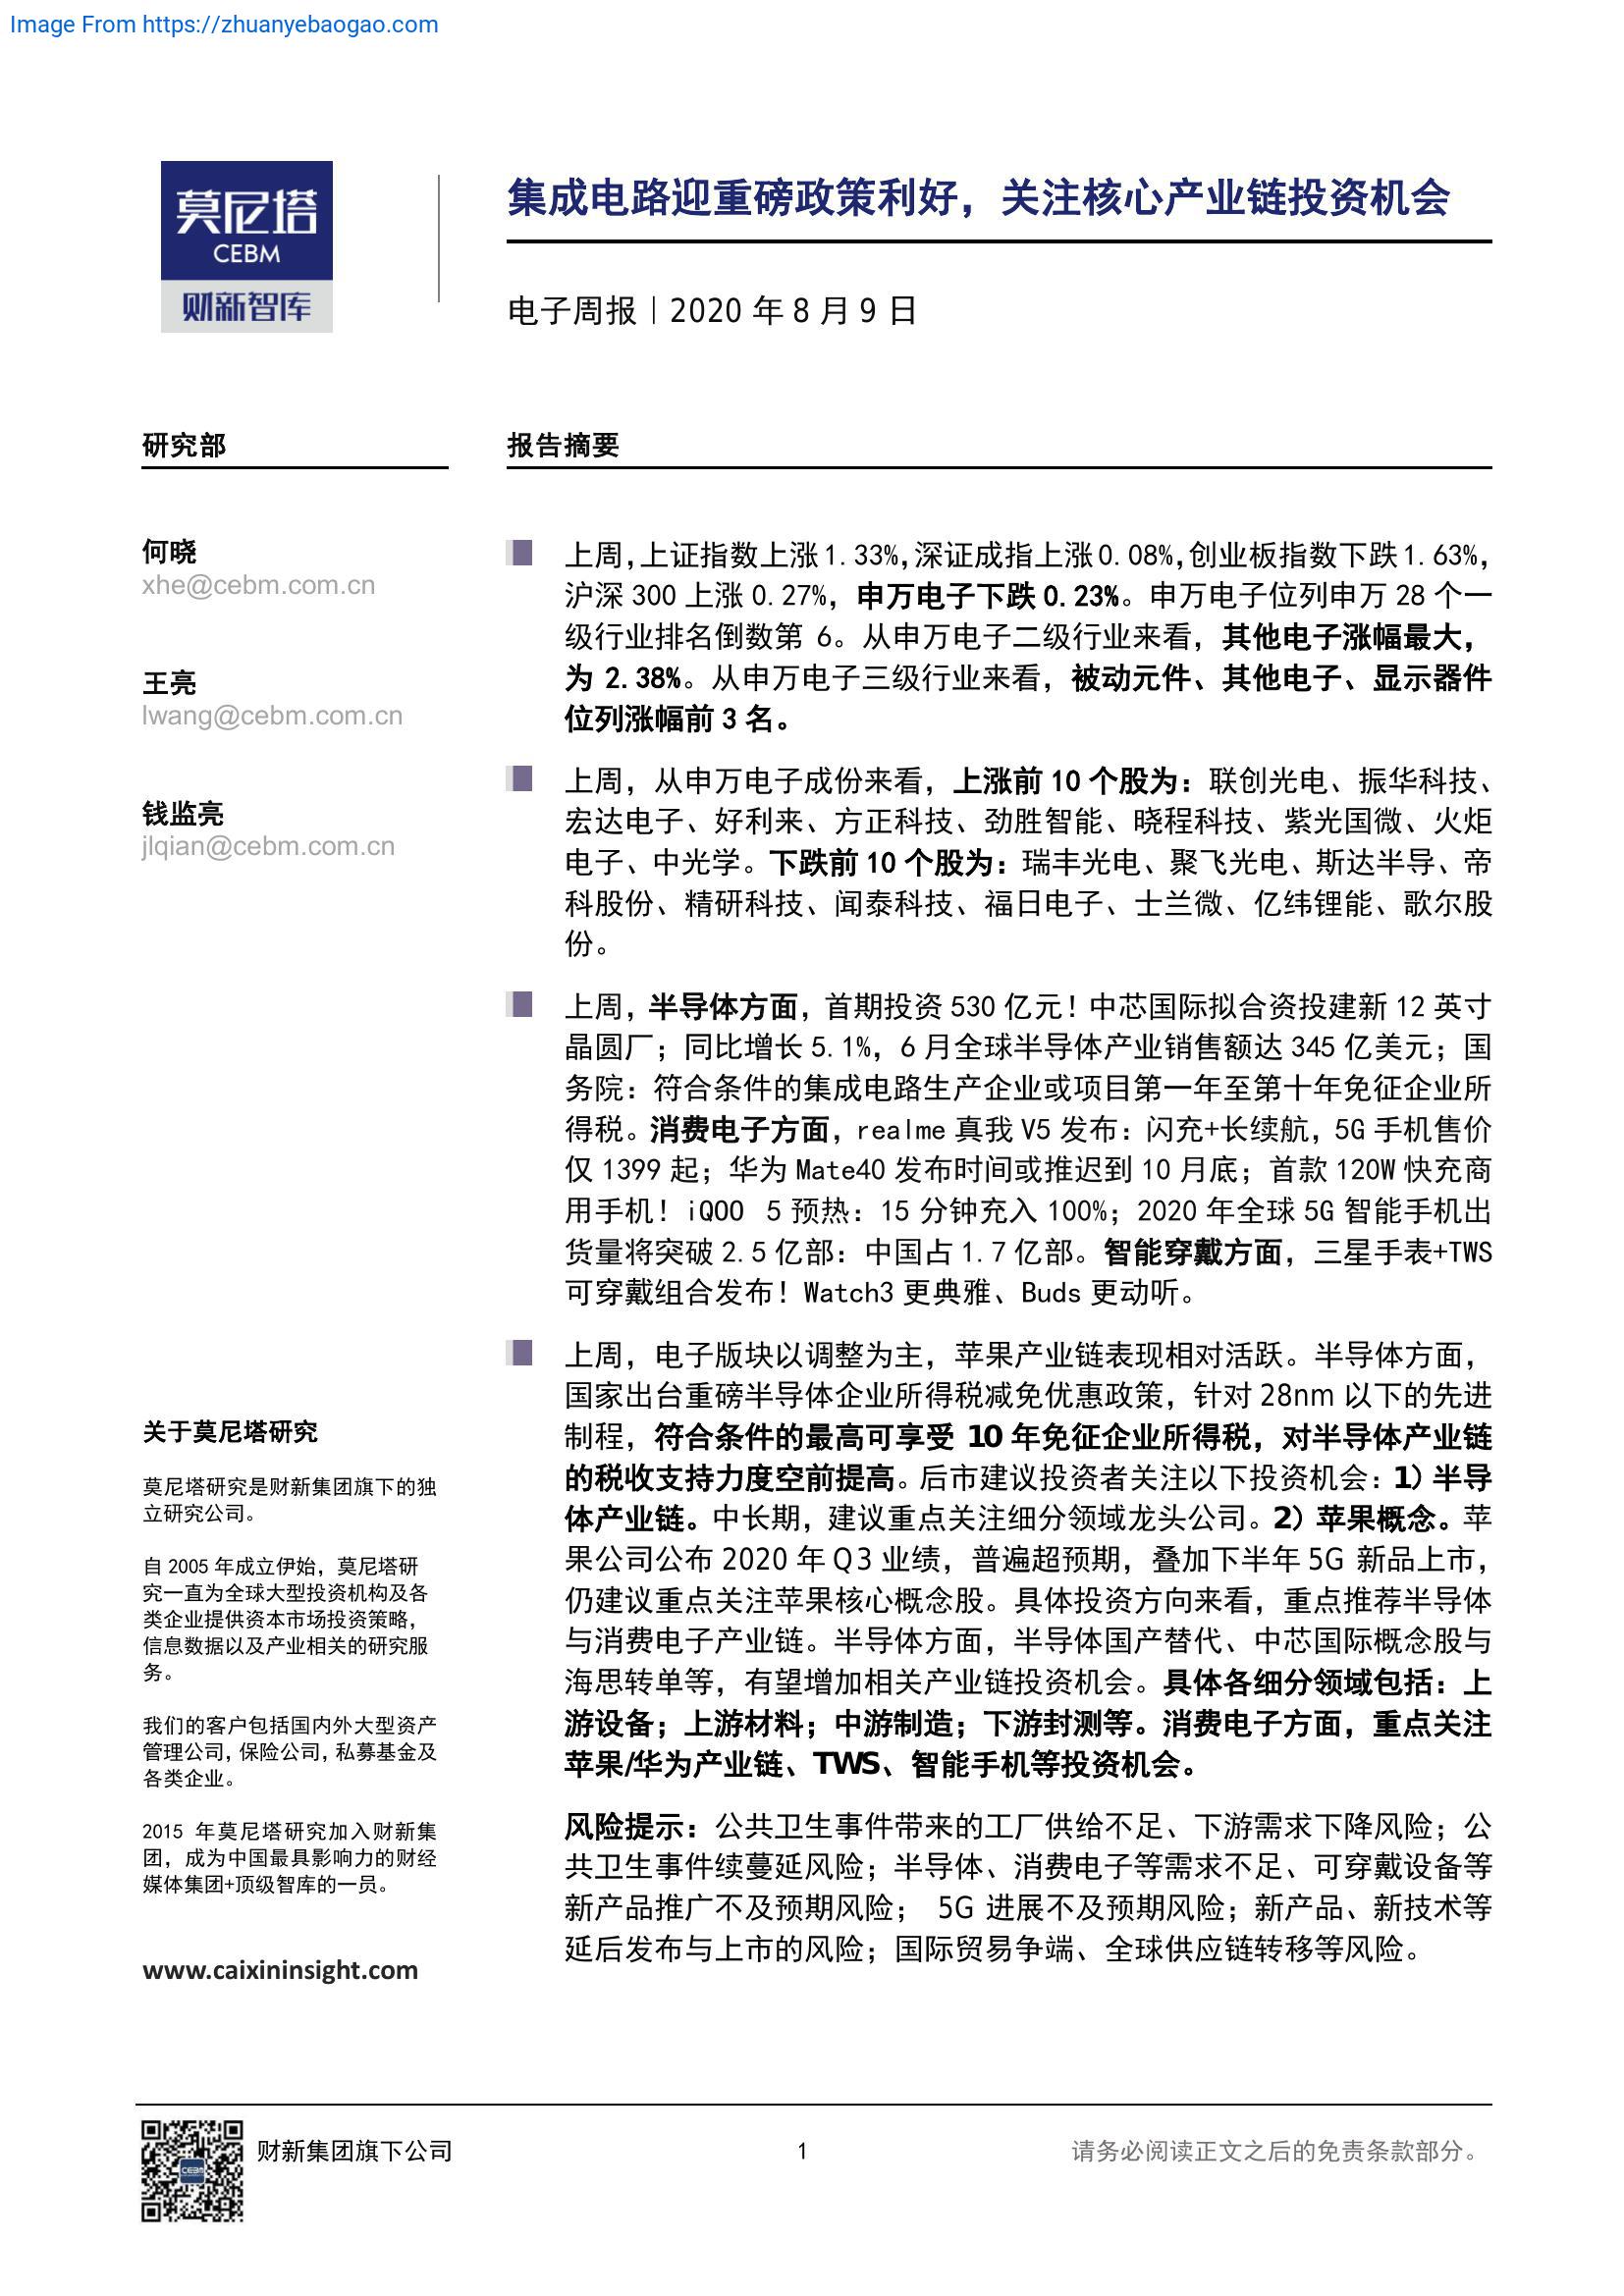 Image From https://zhuanyebaogao.com
莫尼塔
CEBM
财新智库
集成电路迎重磅政策利好，关注核心产业链投资机会
电子周报｜2020 年 8 月 9 日
研究部
何晓
xhe@cebm.com.cn
王亮
lwang@cebm.com.cn
钱监亮
jlqian@cebm.com.cn
关于莫尼塔研究
莫尼塔研究是财新集团旗下的独
立研究公司。
自 2005 年成立伊始，莫尼塔研
究一直为全球大型投资机构及各
类企业提供资本市场投资策略，
信息数据以及产业相关的研究服
务。
我们的客户包括国内外大型资产
管理公司，保险公司，私募基金及
各类企业。
2015 年莫尼塔研究加入财新集
团，成为中国最具影响力的财经
媒体集团+顶级智库的一员。
www.caixininsight.com
报告摘要
上周，上证指数上涨 1.33%，深证成指上涨 0.08%，创业板指数下跌 1.63%，
沪深 300 上涨 0.27%，申万电子下跌 0.23%。申万电子位列申万 28 个一
级行业排名倒数第 6。从申万电子二级行业来看，其他电子涨幅最大，
为 2.38%。从申万电子三级行业来看，被动元件、其他电子、显示器件
位列涨幅前 3 名。
上周，从申万电子成份来看，上涨前 10 个股为：联创光电、振华科技、
宏达电子、好利来、方正科技、劲胜智能、晓程科技、紫光国微、火炬
电子、中光学。下跌前 10 个股为：瑞丰光电、聚飞光电、斯达半导、帝
科股份、精研科技、闻泰科技、福日电子、士兰微、亿纬锂能、歌尔股
份。
上周，半导体方面，首期投资 530 亿元！中芯国际拟合资投建新 12 英寸
晶圆厂；同比增长 5.1%，6 月全球半导体产业销售额达 345 亿美元；国
务院：符合条件的集成电路生产企业或项目第一年至第十年免征企业所
得税。消费电子方面，realme 真我 V5 发布：闪充+长续航，5G 手机售价
仅 1399 起；华为 Mate40 发布时间或推迟到 10 月底；首款 120W 快充商
用手机！iQOO 5 预热：15 分钟充入 100%；2020 年全球 5G 智能手机出
货量将突破 2.5 亿部：中国占 1.7 亿部。智能穿戴方面，三星手表+TWS
可穿戴组合发布！Watch3 更典雅、Buds 更动听。
上周，电子版块以调整为主，苹果产业链表现相对活跃。半导体方面，
国家出台重磅半导体企业所得税减免优惠政策，针对 28nm 以下的先进
制程，符合条件的最高可享受 10 年免征企业所得税，对半导体产业链
的税收支持力度空前提高。后市建议投资者关注以下投资机会：1）半导
体产业链。中长期，建议重点关注细分领域龙头公司。2）苹果概念。苹
果公司公布 2020 年 Q3 业绩，普遍超预期，叠加下半年 5G 新品上市，
仍建议重点关注苹果核心概念股。具体投资方向来看，重点推荐半导体
与消费电子产业链。半导体方面，半导体国产替代、中芯国际概念股与
海思转单等，有望增加相关产业链投资机会。具体各细分领域包括：上
游设备；上游材料；中游制造；下游封测等。消费电子方面，重点关注
苹果/华为产业链、TWS、智能手机等投资机会。
风险提示：公共卫生事件带来的工厂供给不足、下游需求下降风险；公
共卫生事件续蔓延风险；半导体、消费电子等需求不足、可穿戴设备等
新产品推广不及预期风险； 5G 进展不及预期风险；新产品、新技术等
延后发布与上市的风险；国际贸易争端、全球供应链转移等风险。
CEBM
财新集团旗下公司
1
请务必阅读正文之后的免责条款部分。